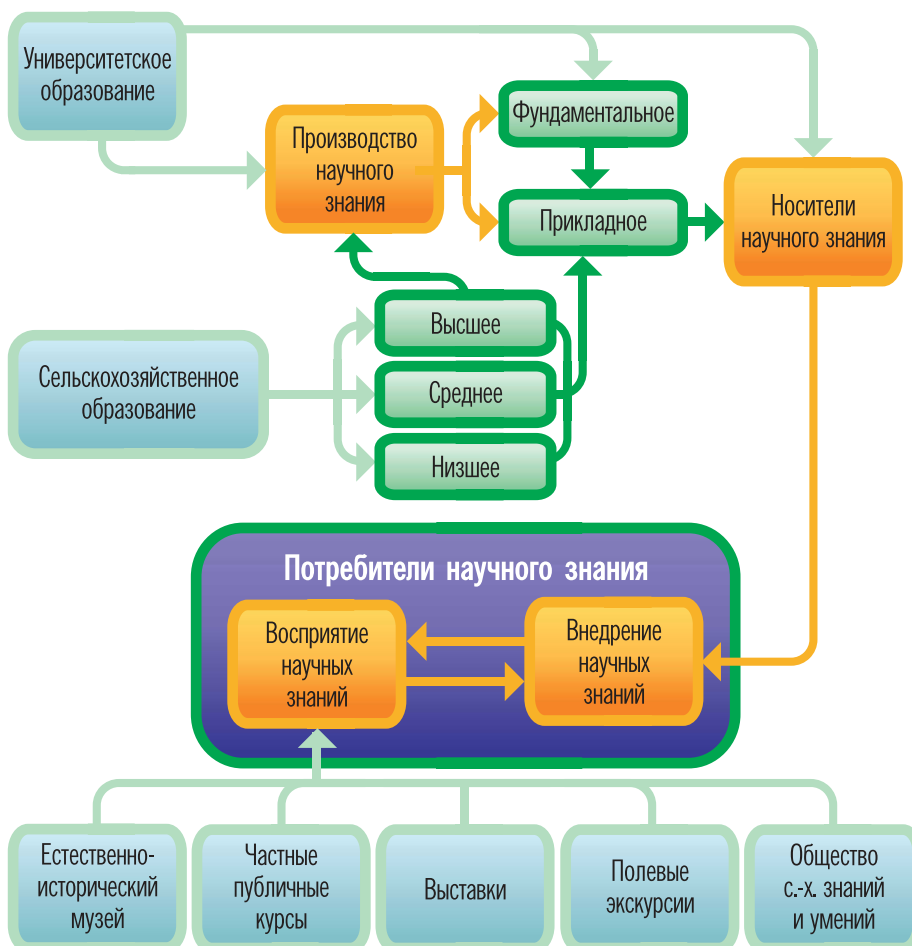 Университетское
образование
Фундаментальное
Производство
научного
знания
Прикладное
Носители
научного знания
Высшее
Сельскохозяйственное
образование
Среднее
Низшее
Потребители научного знания
Восприятие
научных
знаний
Внедрение
научных
знаний
Естественно-
исторический
музей
Частные
публичные
курсы
Выставки
Полевые
экскурсии
Общество
с.-х. знаний
и умений